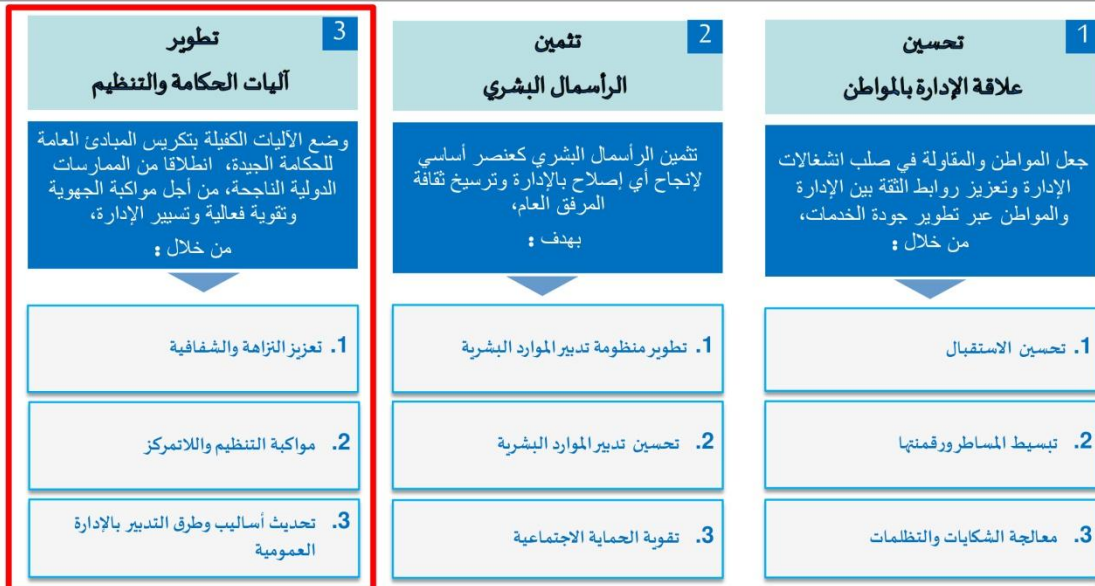 1
تحسين
علاقة الإدارة بالمواطن
جعل المواطن والمقاولة في صلب انشغالات
الإدارة وتعزيز روابط الثقة بين الإدارة
والمواطن عبر تطوير جودة الخدمات،
من خلال :
1. تحسين الاستقبال
2. تبسيط المساطر ورقمنتها
3. معالجة الشكايات والتظلمات
2
تثمين
الرأسمال البشري
تثمين الرأسمال البشري كعنصر أساسي
لإنجاح أي إصلاح بالإدارة وترسيخ ثقافة
المرفق العام،
بهدف :
1. تطوير منظومة تدبير الموارد البشرية
2. تحسين تدبير الموارد البشرية
3. تقوية الحماية الاجتماعية
3
تطوير
آليات الحكامة والتنظيم
وضع الآليات الكفيلة بتكريس المبادئ العامة
للحكامة الجيدة، انطلاقا من الممارسات
الدولية الناجحة، من أجل مواكبة الجهوية
وتقوية فعالية وتسيير الإدارة،
من خلال :
1. تعزيز النزاهة والشفافية
2. مواكبة التنظيم واللاتمركز
3. تحديث أساليب وطرق التدبير بالإدارة
العمومية